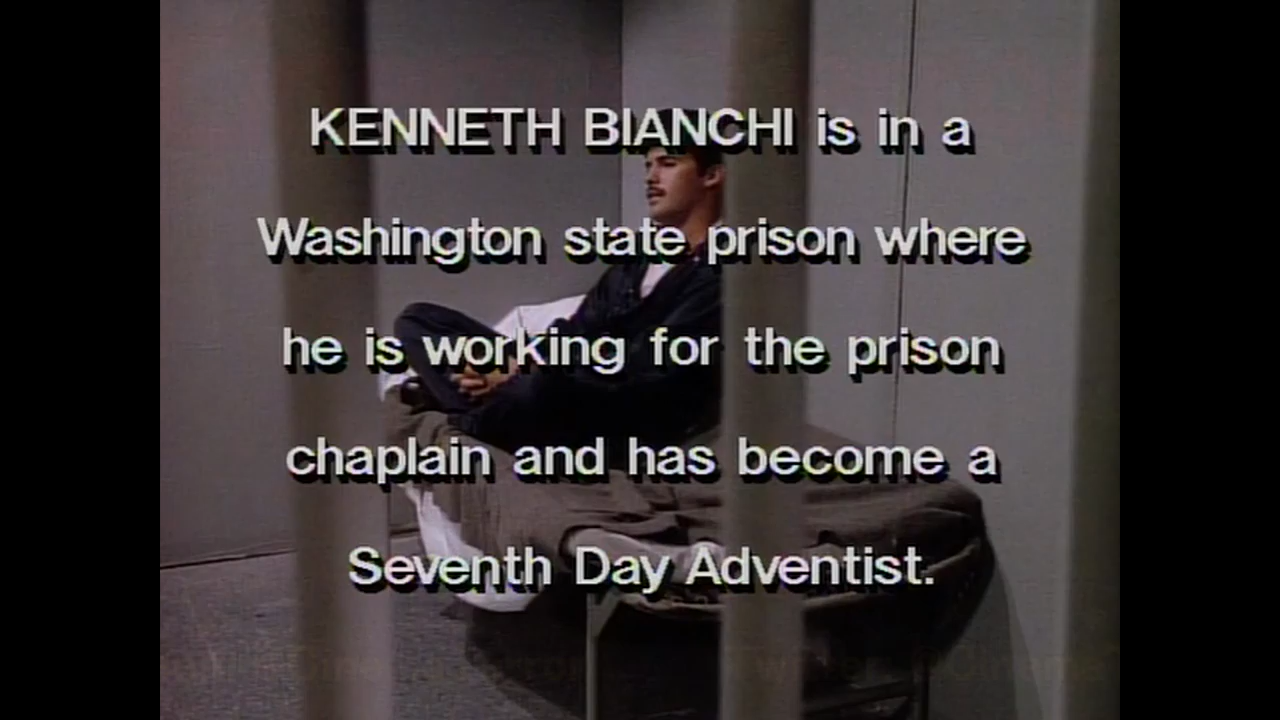 KENNETH BIANCHI is in a
Washington state prison where
he is working for the prison
chaplain and has become a
Seventh Day Adventist.